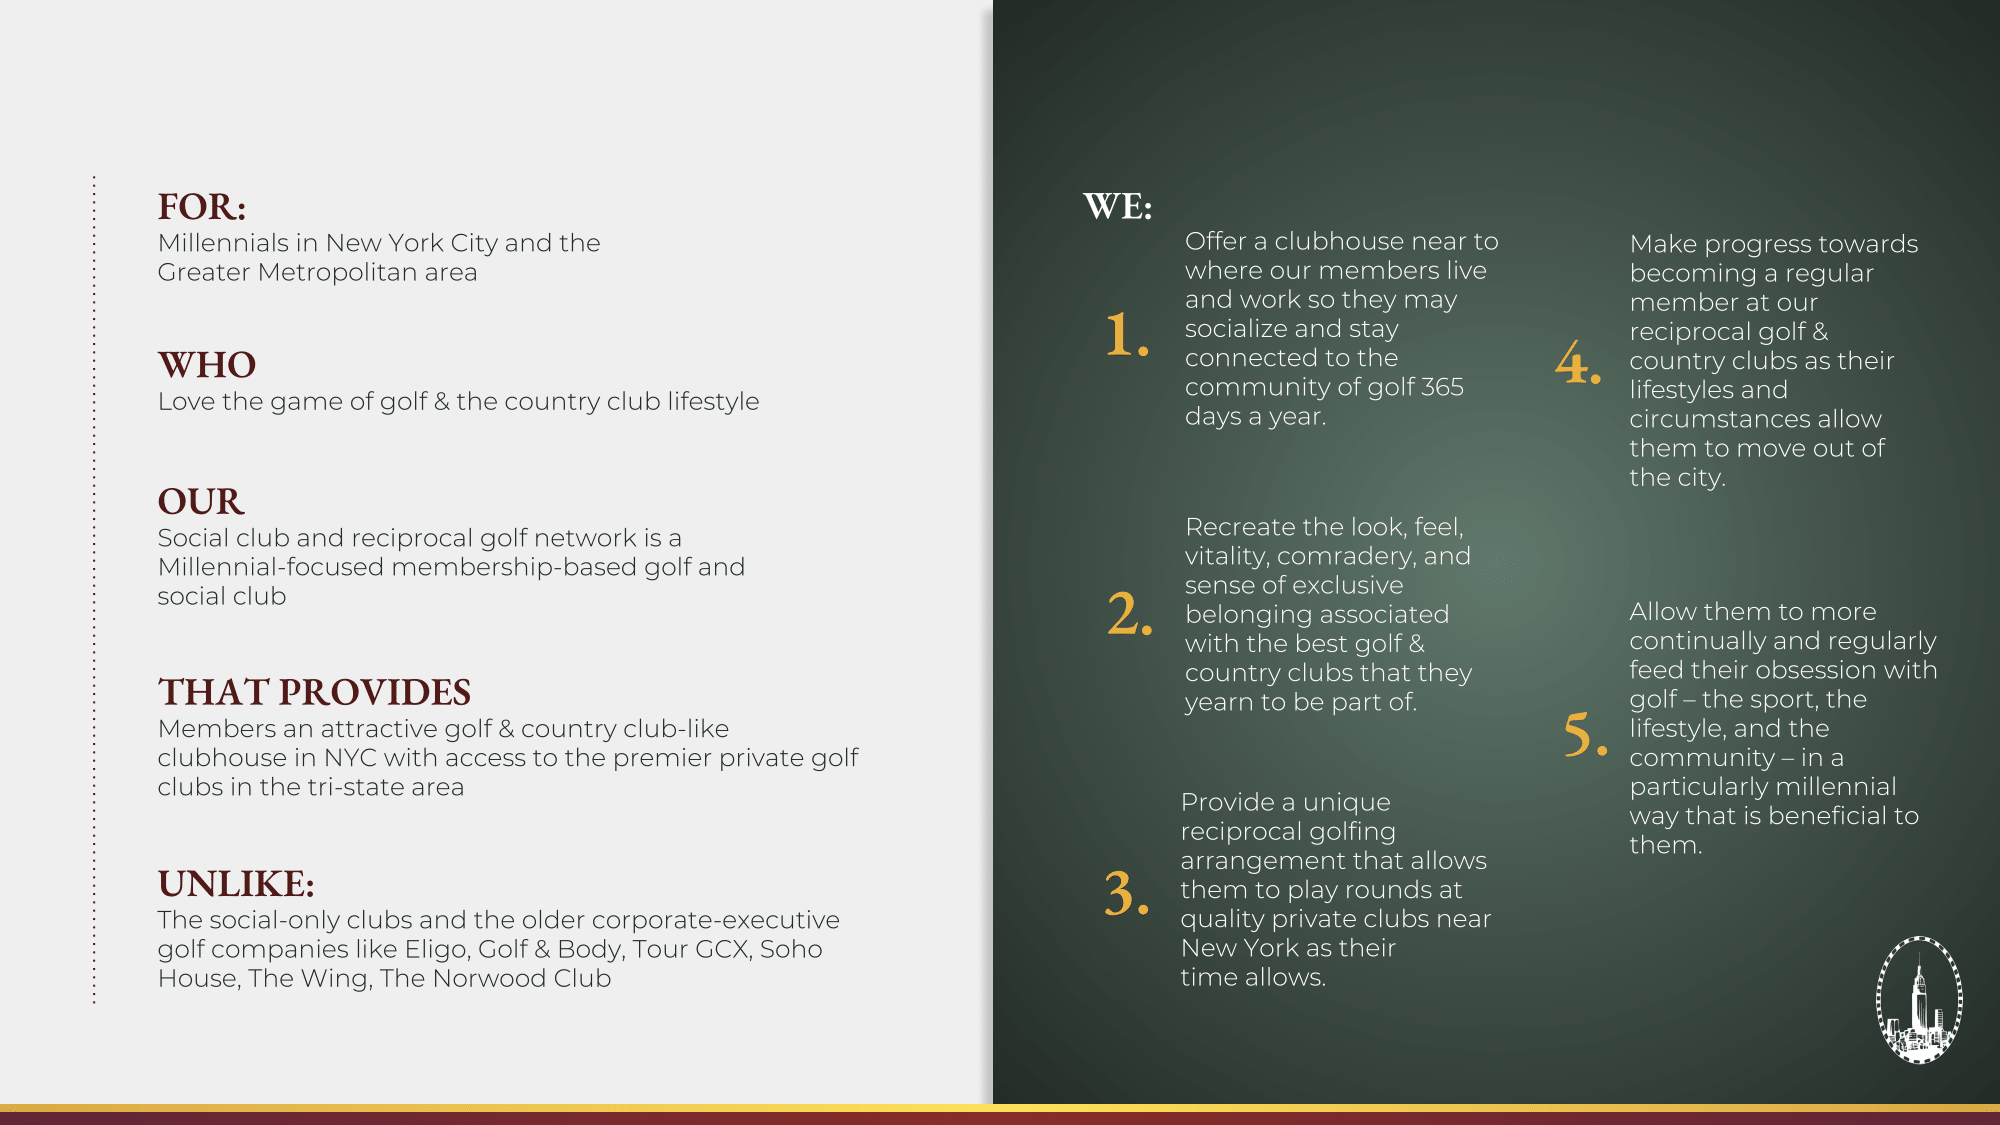 FOR:
Millennials in New York City and the
Greater Metropolitan area
WHO
Love the game of golf & the country club lifestyle
OUR
Social club and reciprocal golf network is a
Millennial-focused membership-based golf and
social club
THAT PROVIDES
Members an attractive golf & country club-like
clubhouse in NYC with access to the premier private golf
clubs in the tri-state area
UNLIKE:
The social-only clubs and the older corporate-executive
golf companies like Eligo, Golf & Body, Tour GCX, Soho
House, The Wing, The Norwood Club
WE:
1.
Offer a clubhouse near to
where our members live
and work so they may
socialize and stay
connected to the
community of golf 365
days a year.
2.
Recreate the look, feel,
vitality, comradery, and
sense of exclusive
belonging associated
with the best golf &
country clubs that they
yearn to be part of.
3.
Provide a unique
reciprocal golfing
arrangement that allows
them to play rounds at
quality private clubs near
New York as their
time allows.
4.
Make progress towards
becoming a regular
member at our
reciprocal golf &
country clubs as their
lifestyles and
circumstances allow
them to move out of
the city.
5.
Allow them to more
continually and regularly
feed their obsession with
golf – the sport, the
lifestyle, and the
community – in a
particularly millennial
way that is beneficial to
them.